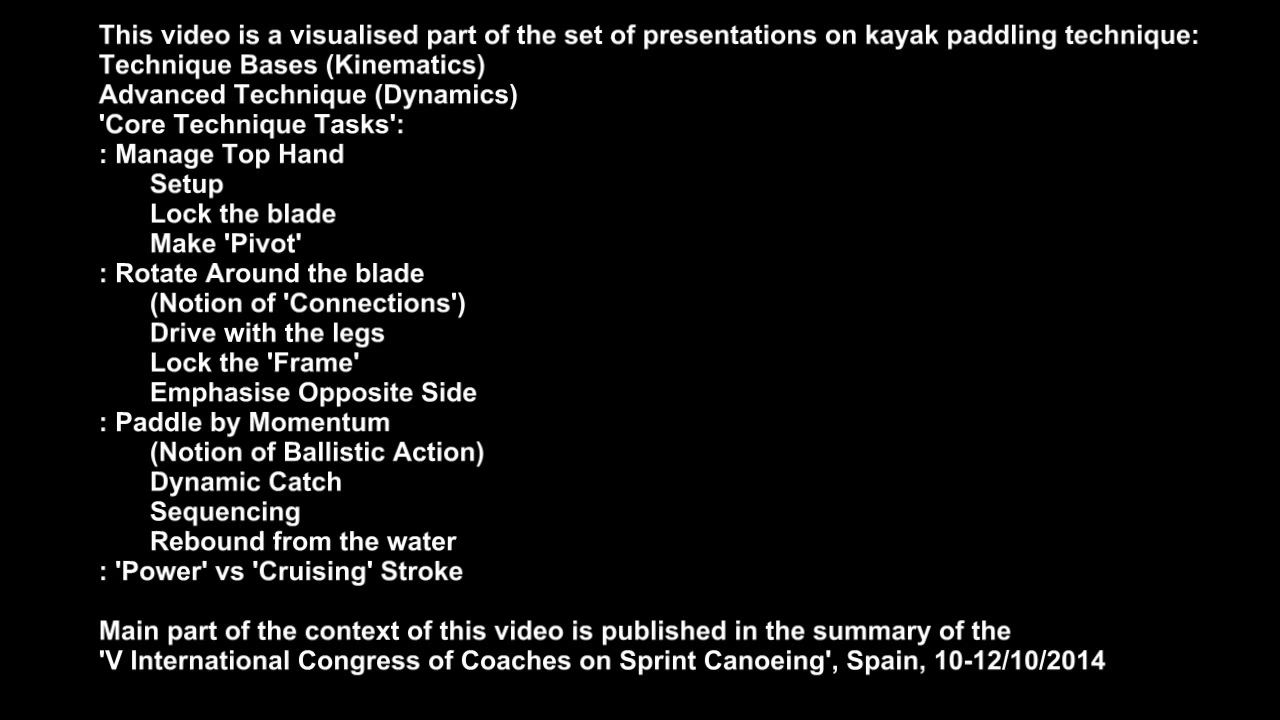 This video is a visualised part of the set of presentations on kayak paddling technique:
Technique Bases (Kinematics)
Advanced Technique (Dynamics)
'Core Technique Tasks':
: Manage Top Hand
Setup
Lock the blade
Make 'Pivot'
: Rotate Around the blade
(Notion of 'Connections')
Drive with the legs
Lock the 'Frame'
Emphasise Opposite Side
: Paddle by Momentum
(Notion of Ballistic Action)
Dynamic Catch
Sequencing
Rebound from the water
: 'Power' vs 'Cruising' Stroke
Main part of the context of this video is published in the summary of the
'V International Congress of Coaches on Sprint Canoeing', Spain, 10-12/10/2014